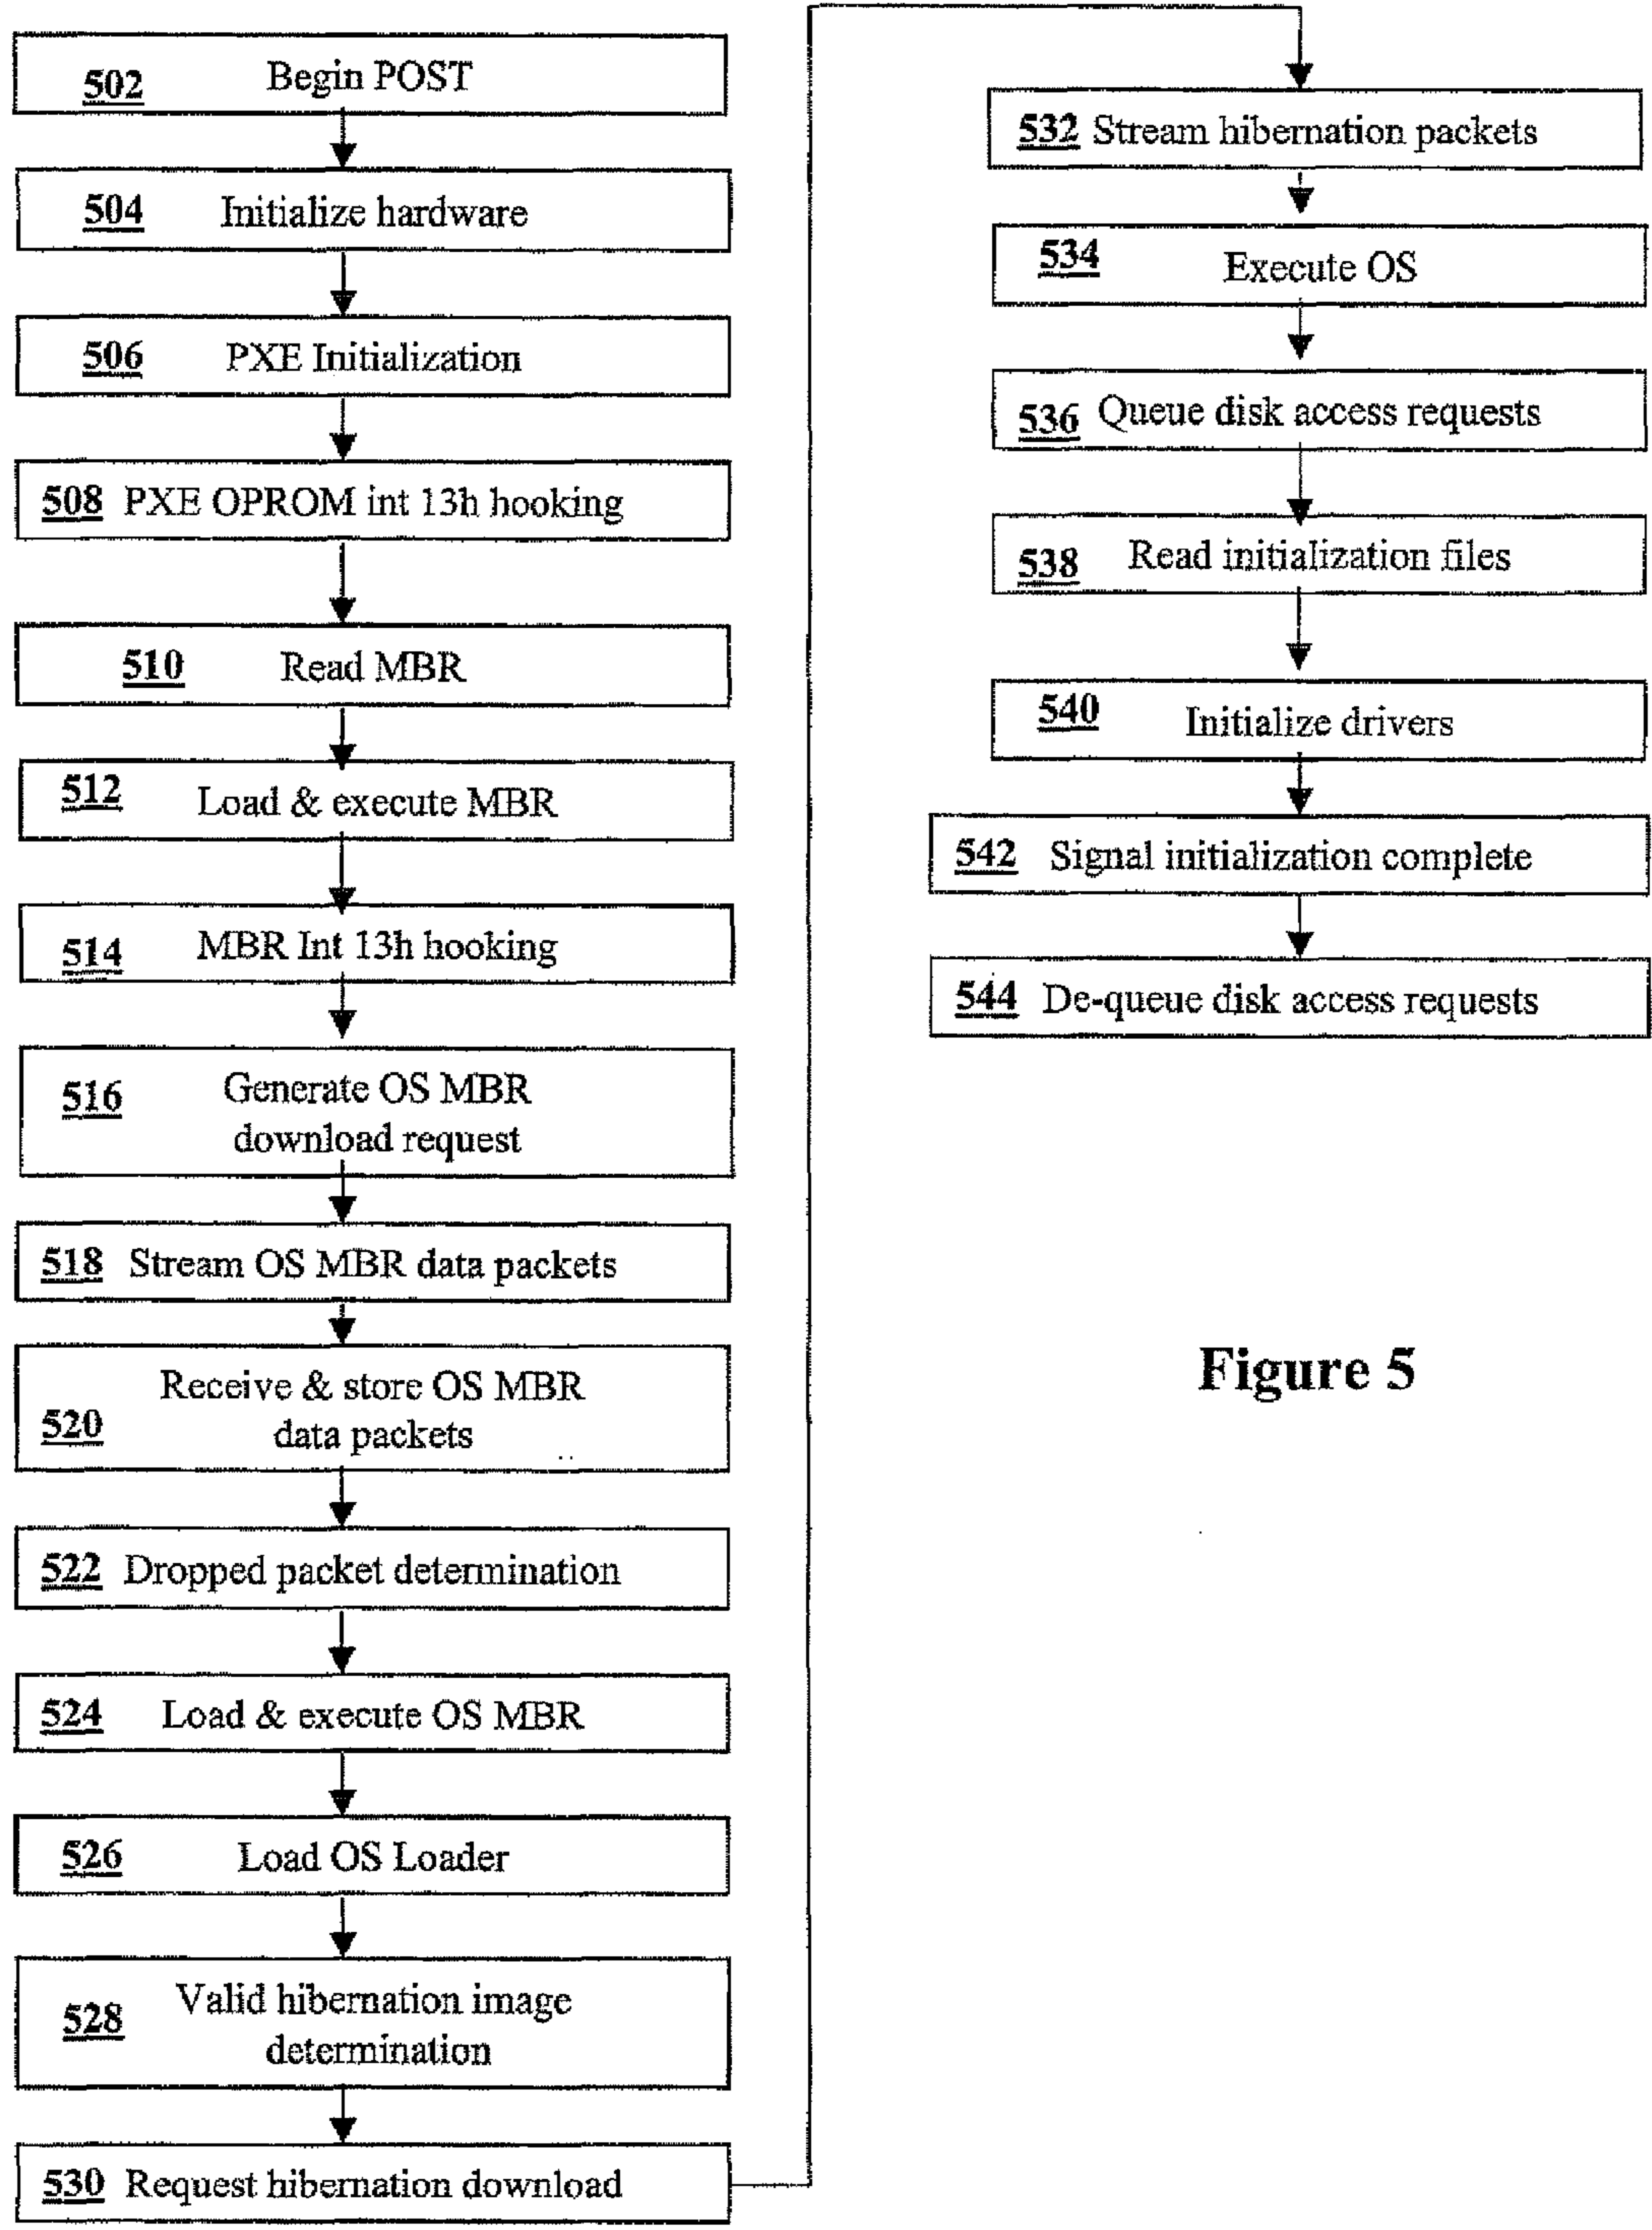 502 Begin POST
504 Initialize hardware
506 PXE Initialization
508 PXE OPROM int 13h hooking
510 Read MBR
512 Load & execute MBR
514 MBR Int 13h hooking
516 Generate OS MBR
download request
518 Stream OS MBR data packets
520 Receive & store OS MBR
data packets
522 Dropped packet determination
524 Load & execute OS MBR
526 Load OS Loader
528 Valid hibernation image
determination
530 Request hibernation download
532 Stream hibernation packets
534 Execute OS
536 Queue disk access requests
538 Read initialization files
540 Initialize drivers
542 Signal initialization complete
544 De-queue disk access requests
Figure 5